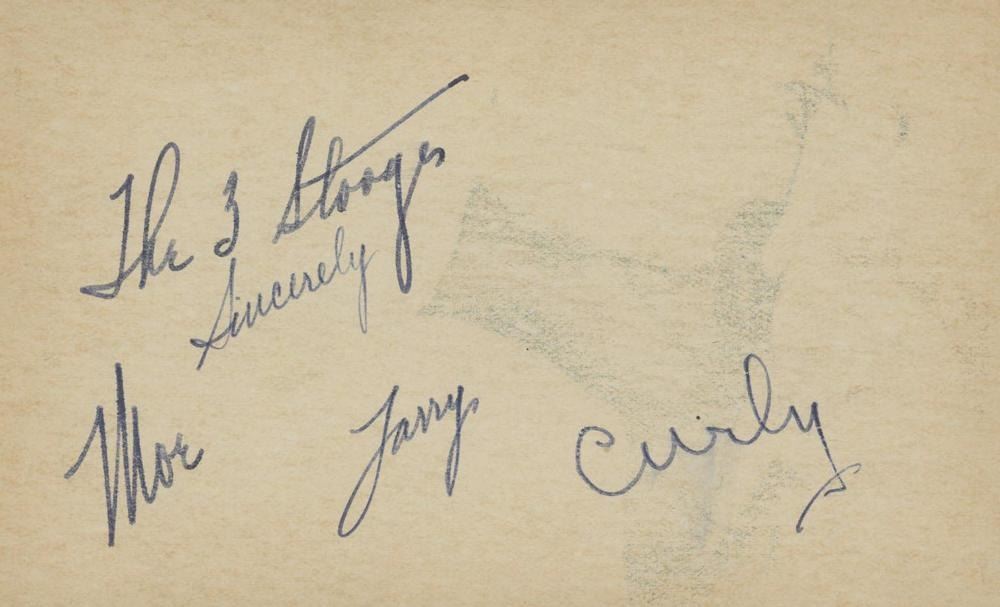 The 3 Stooges
Sincerely
Moe Larry Curly